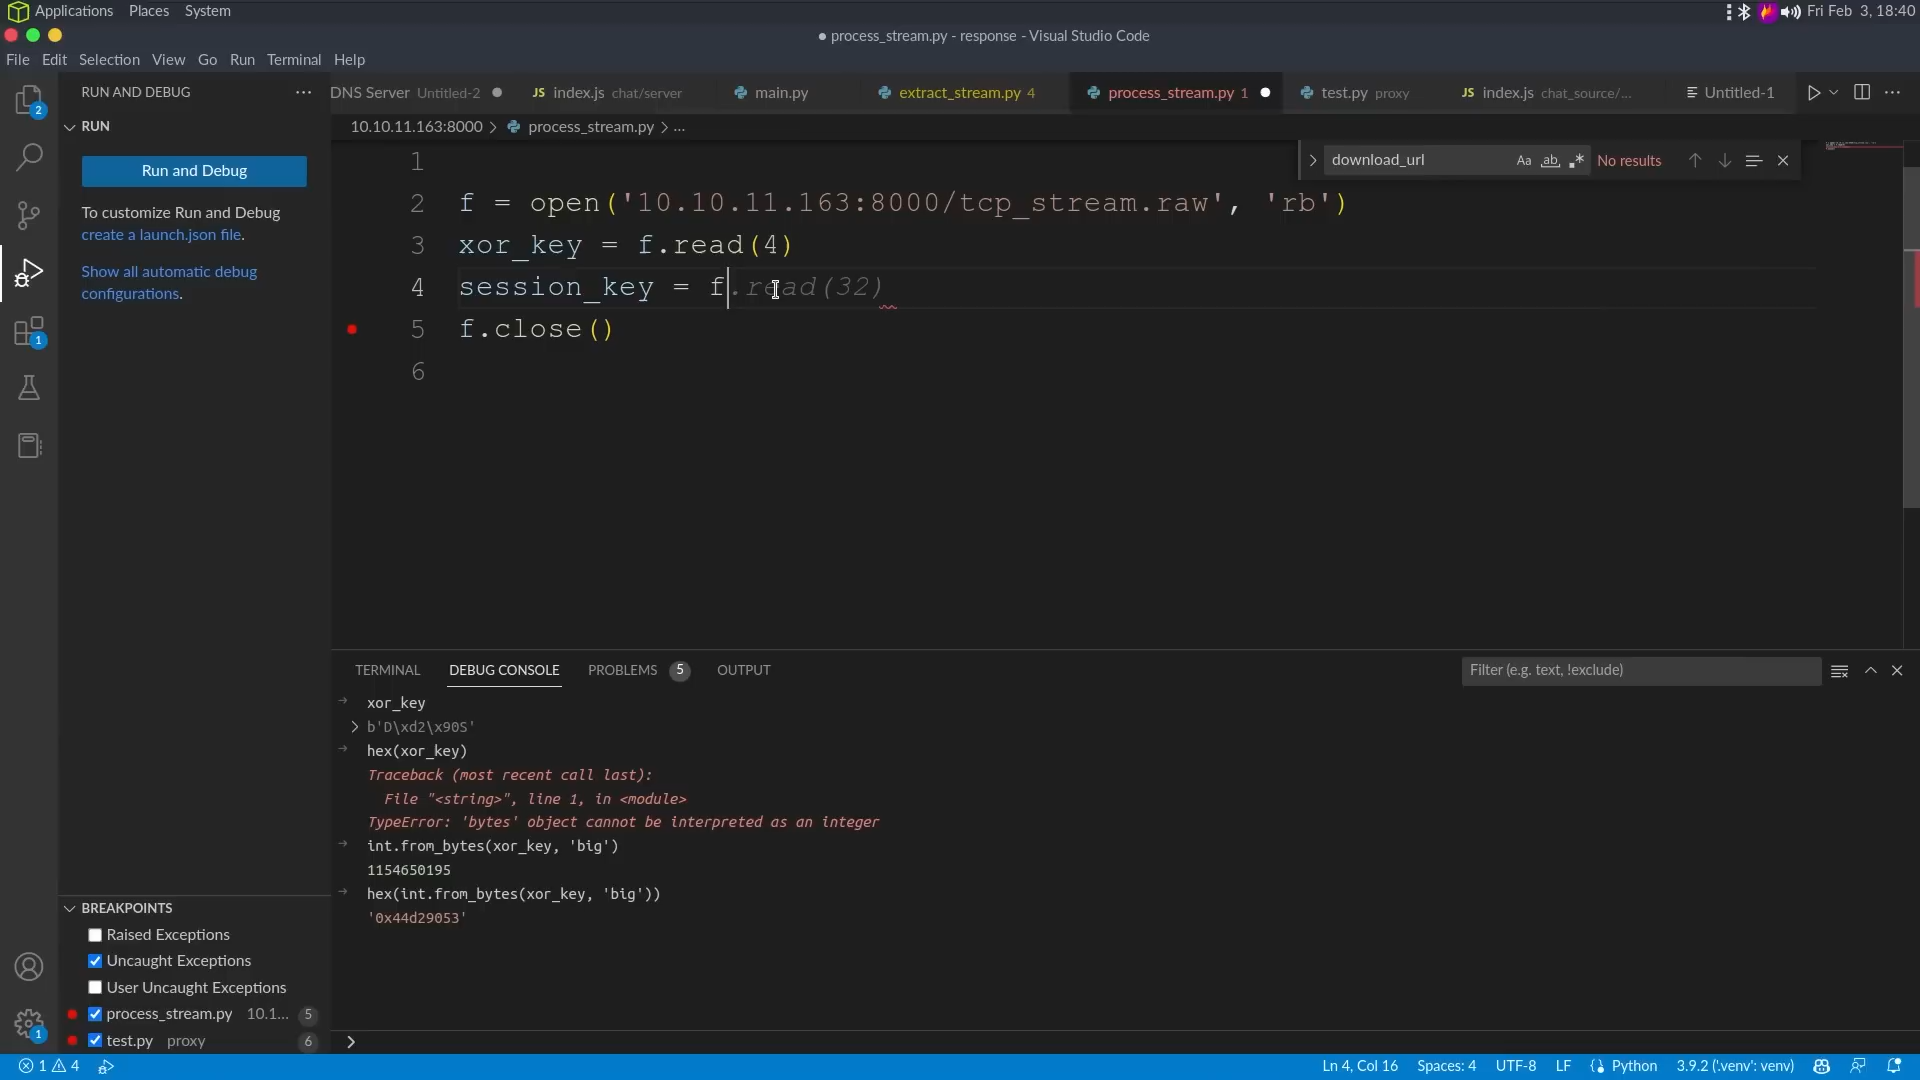 Applications Places System
Fri Feb 3, 18:40
● process_stream.py - response - Visual Studio Code
File Edit Selection View Go Run Terminal Help
RUN AND DEBUG
DNS Server Untitled-2
JS index.js chat/server
main.py
extract_stream.py 4
process_stream.py 1
test.py proxy
JS index.js chat_source/...
Untitled-1
10.10.11.163:8000 > process_stream.py > ...
RUN
Run and Debug
To customize Run and Debug
create a launch.json file.
Show all automatic debug
configurations.
2
1
1
download_url Aa ab No results
1
2 f = open('10.10.11.163:8000/tcp_stream.raw', 'rb')
3 xor_key = f.read(4)
4 session_key = f.read(32)
5 f.close()
6
TERMINAL DEBUG CONSOLE PROBLEMS 5 OUTPUT
Filter (e.g. text, !exclude)
xor_key
b'D\xd2\x90S'
hex(xor_key)
Traceback (most recent call last):
File "<string>", line 1, in <module>
TypeError: 'bytes' object cannot be interpreted as an integer
int.from_bytes(xor_key, 'big')
1154650195
hex(int.from_bytes(xor_key, 'big'))
'0x44d29053'
BREAKPOINTS
Raised Exceptions
Uncaught Exceptions
User Uncaught Exceptions
process_stream.py 10.1... 5
test.py proxy 6
1 4
Ln 4, Col 16 Spaces: 4 UTF-8 LF Python 3.9.2 ('.venv': venv)